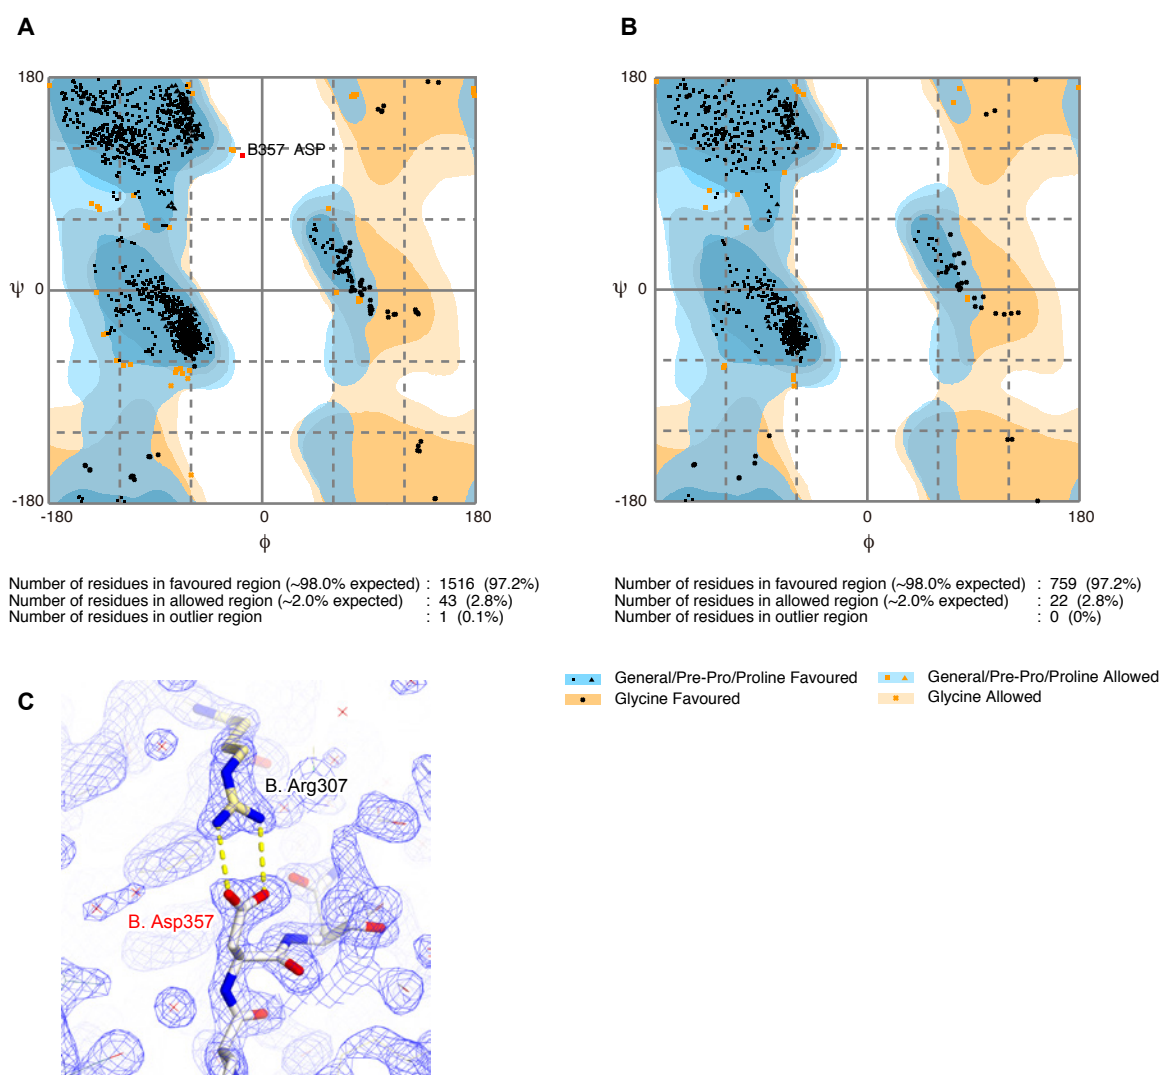 A
B
180
180
B357 ASP
ψ 0
ψ 0
-180
-180
-180
0
180
0
180
ϕ
ϕ
Number of residues in favoured region (~98.0% expected) : 1516 (97.2%)
Number of residues in allowed region (~2.0% expected) : 43 (2.8%)
Number of residues in outlier region : 1 (0.1%)
Number of residues in favoured region (~98.0% expected) : 759 (97.2%)
Number of residues in allowed region (~2.0% expected) : 22 (2.8%)
Number of residues in outlier region : 0 (0%)
General/Pre-Pro/Proline Favoured
General/Pre-Pro/Proline Allowed
Glycine Favoured
Glycine Allowed
C
B. Arg307
B. Asp357